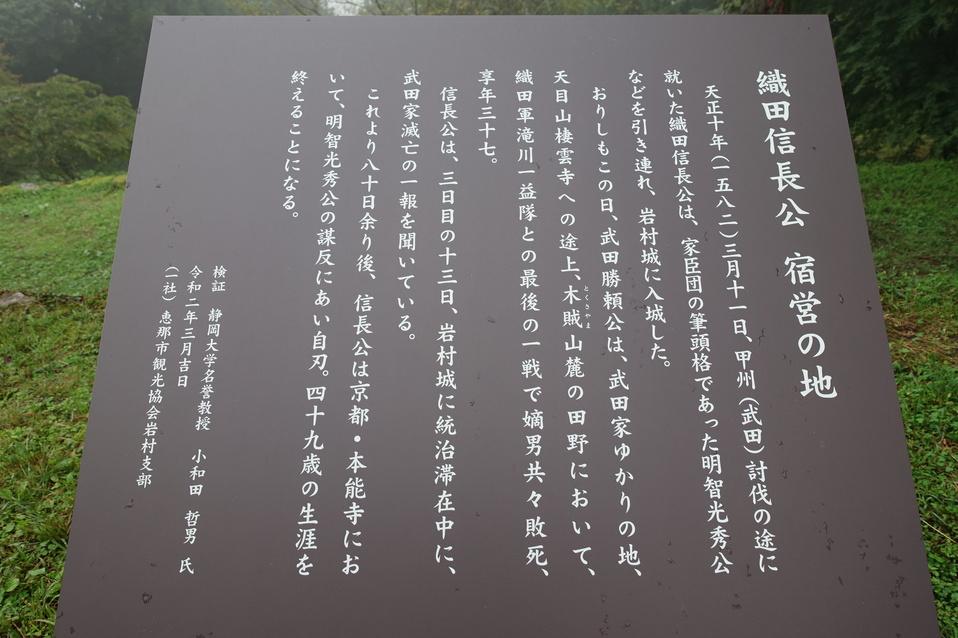 織田信長公　宿営の地
天正十年（一五八二）三月十一日、甲州（武田）討伐の途に
就いた織田信長公は、家臣団の筆頭格であった明智光秀公
などを引き連れ、岩村城に入城した。
おりしもこの日、武田勝頼公は、武田家ゆかりの地、
天目山棲雲寺への途上、木賊山麓の田野において、
とくさやま
織田軍滝川一益隊との最後の一戦で嫡男共々敗死、
享年三十七。
信長公は、三日目の十三日、岩村城に統治滞在中に、
武田家滅亡の一報を聞いている。
これより八十日余り後、信長公は京都・本能寺にお
いて、明智光秀公の謀反にあい自刃。四十九歳の生涯を
終えることになる。
検証　静岡大学名誉教授　小和田　哲男　氏
令和二年三月吉日
（一社）恵那市観光協会岩村支部